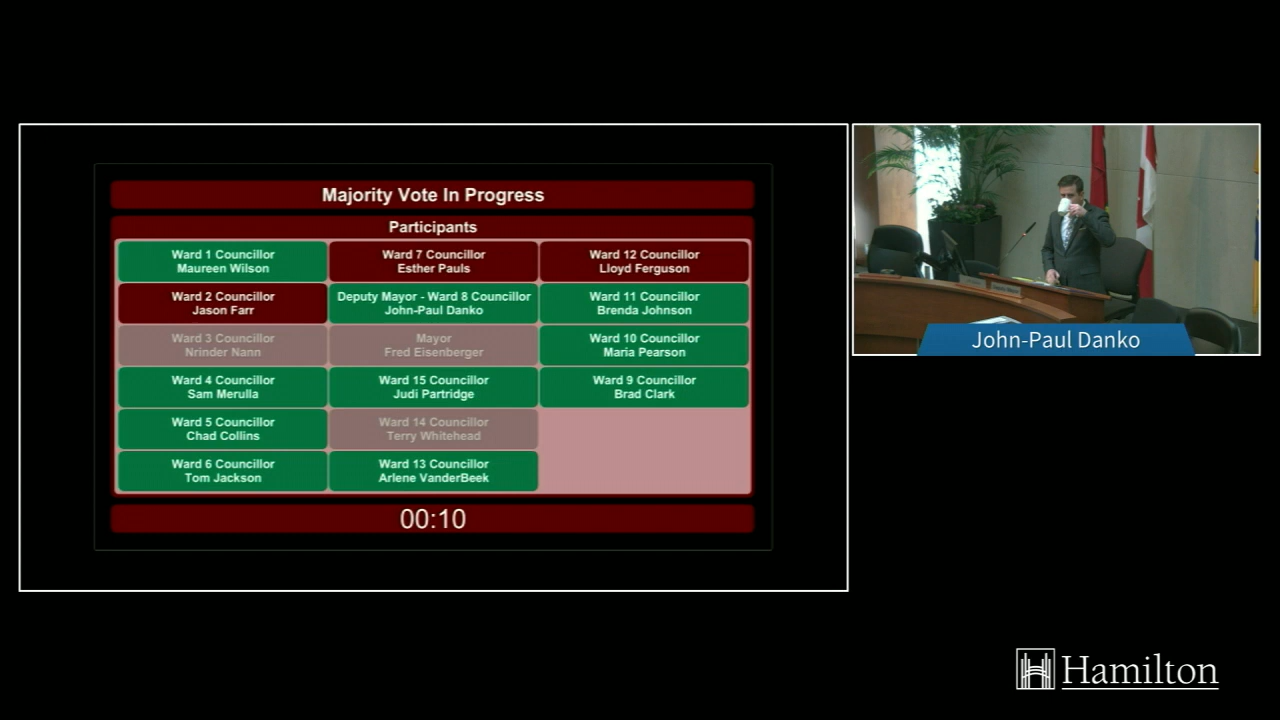 Majority Vote In Progress
Participants
Ward 1 Councillor
Maureen Wilson
Ward 7 Councillor
Esther Pauls
Ward 12 Councillor
Lloyd Ferguson
Ward 2 Councillor
Jason Farr
Deputy Mayor - Ward 8 Councillor
John-Paul Danko
Ward 11 Councillor
Brenda Johnson
Ward 3 Councillor
Nrinder Nann
Mayor
Fred Eisenberger
Ward 10 Councillor
Maria Pearson
Ward 4 Councillor
Sam Merulla
Ward 15 Councillor
Judi Partridge
Ward 9 Councillor
Brad Clark
Ward 5 Councillor
Chad Collins
Ward 14 Councillor
Terry Whitehead
Ward 6 Councillor
Tom Jackson
Ward 13 Councillor
Arlene VanderBeek
00:10
John-Paul Danko
Hamilton